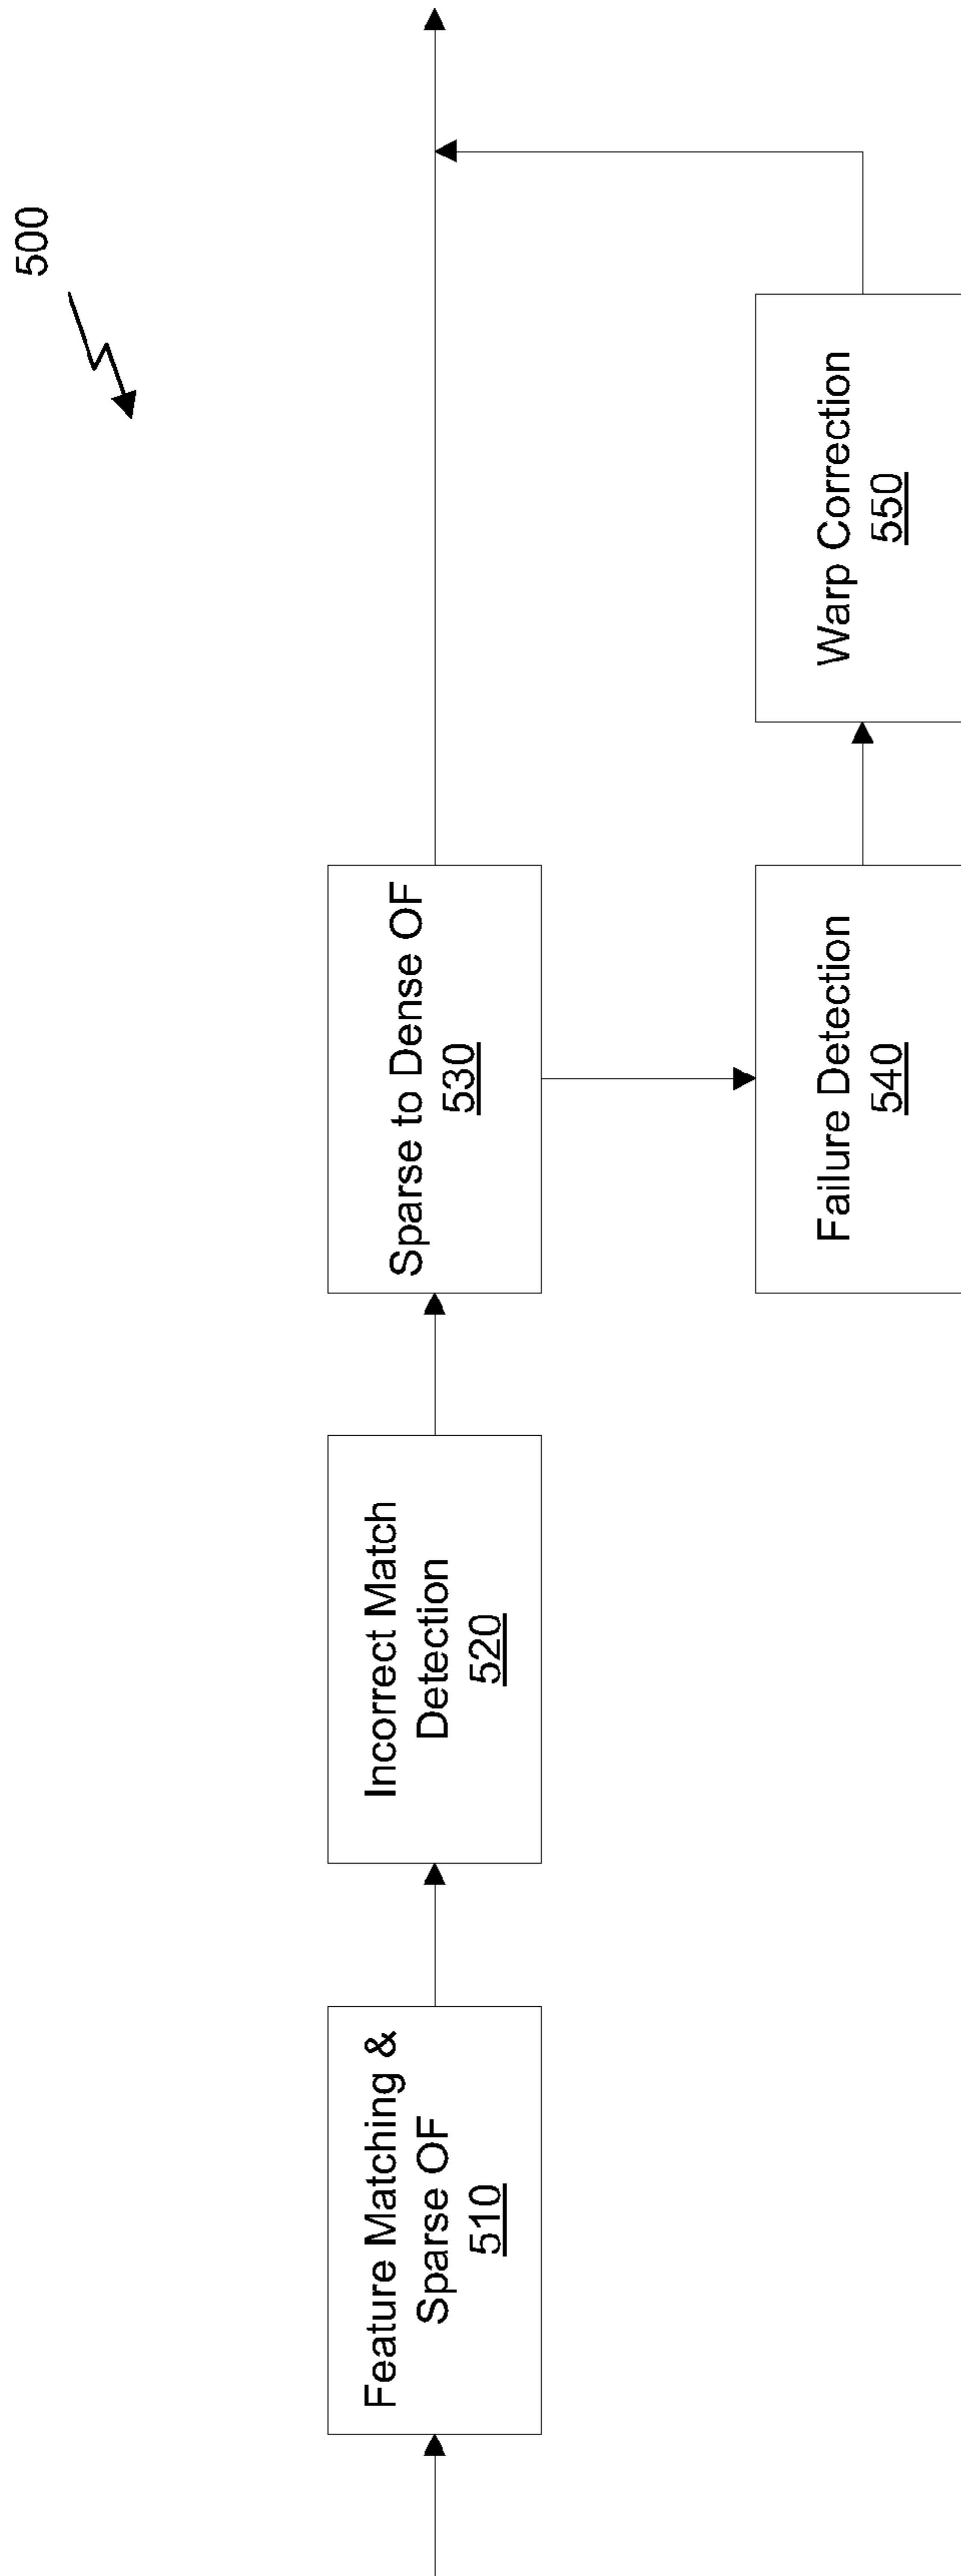 500
Feature Matching &
Sparse OF
510
Incorrect Match
Detection
520
Sparse to Dense OF
530
Failure Detection
540
Warp Correction
550